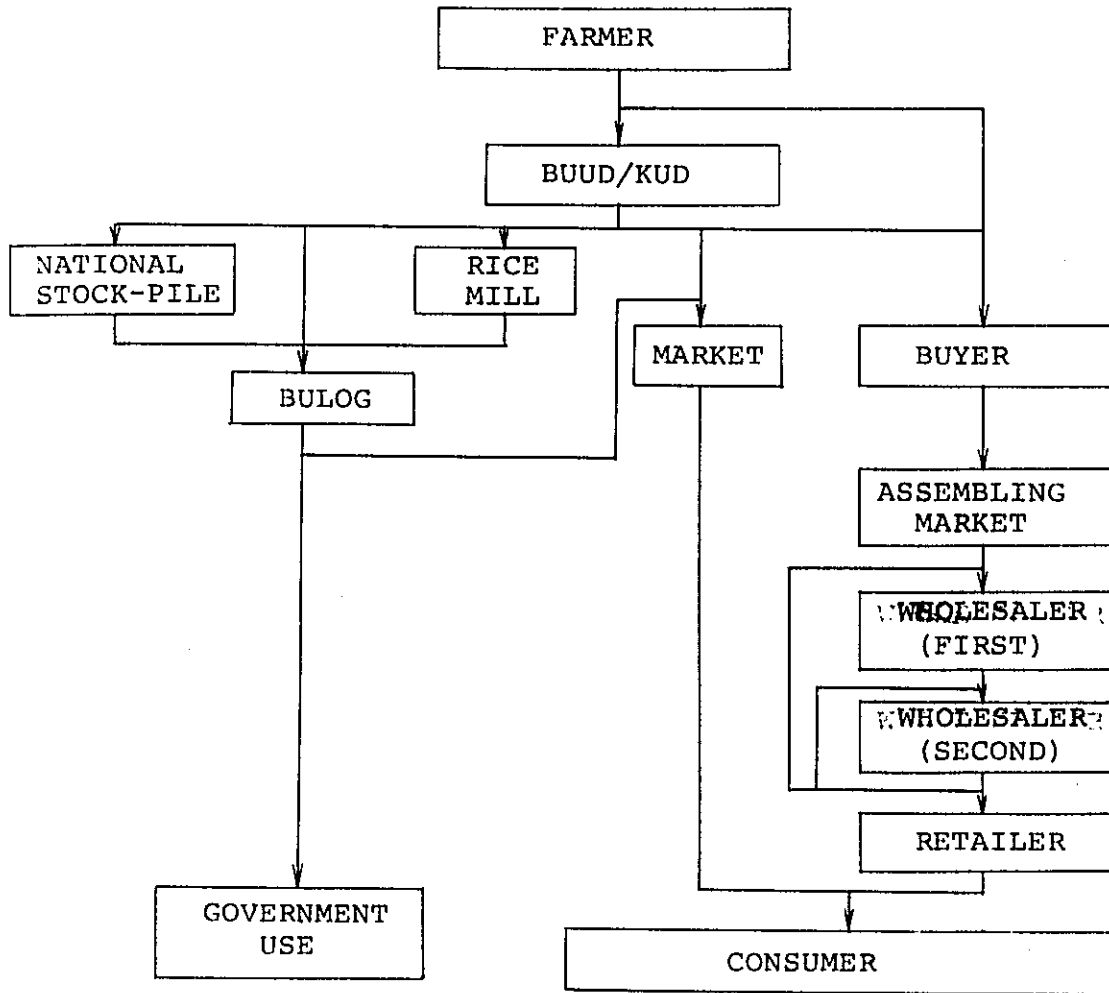 FARMER
BUUD/KUD
NATIONAL
STOCK-PILE
RICE
MILL
MARKET
BUYER
BULOG
ASSEMBLING
MARKET
WHOLESALER
(FIRST)
WHOLESALER
(SECOND)
RETAILER
GOVERNMENT
USE
CONSUMER